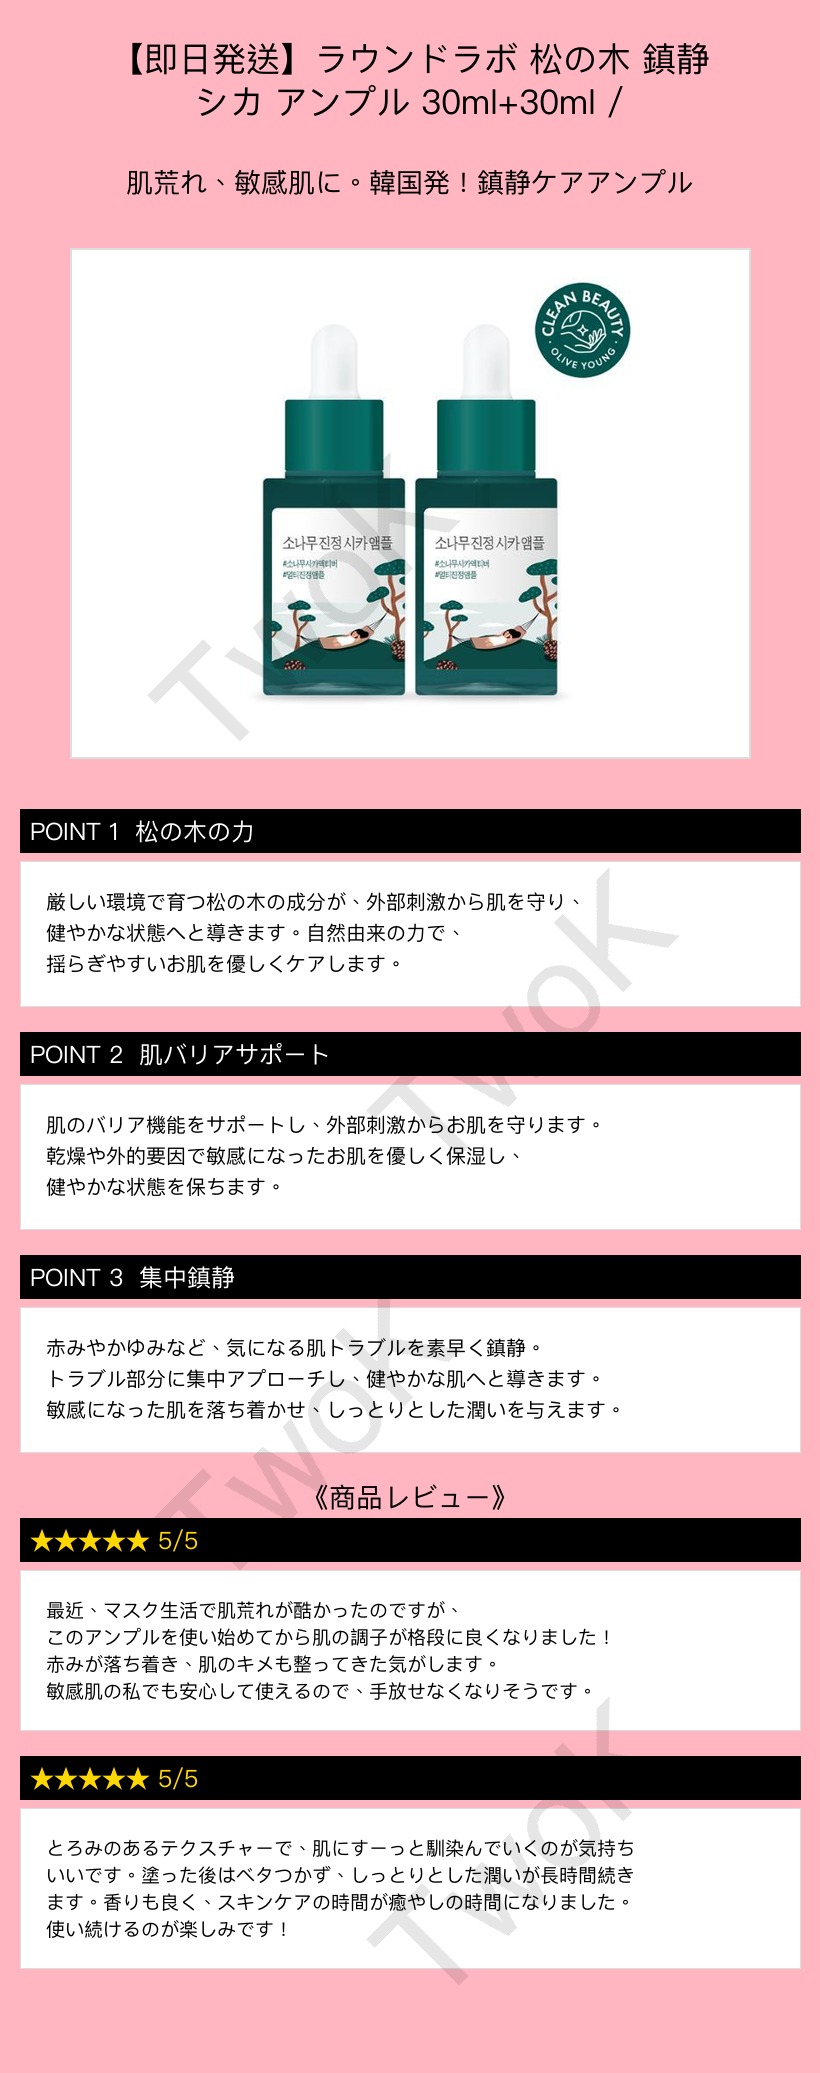 【即日発送】ラウンドラボ 松の木 鎮静
シカ アンプル 30ml+30ml /
肌荒れ、敏感肌に。韓国発！鎮静ケアアンプル
CLEAN BEAUTY
· OLIVE YOUNG ·
소나무 진정 시카 앰플
#소나무시카액티버
#멀티진정앰플
소나무 진정 시카 앰플
#소나무시카액티버
#멀티진정앰플
TwoK
POINT 1 松の木の力
厳しい環境で育つ松の木の成分が、外部刺激から肌を守り、
健やかな状態へと導きます。自然由来の力で、
揺らぎやすいお肌を優しくケアします。
TwoK
POINT 2 肌バリアサポート
肌のバリア機能をサポートし、外部刺激からお肌を守ります。
乾燥や外的要因で敏感になったお肌を優しく保湿し、
健やかな状態を保ちます。
POINT 3 集中鎮静
赤みやかゆみなど、気になる肌トラブルを素早く鎮静。
トラブル部分に集中アプローチし、健やかな肌へと導きます。
敏感になった肌を落ち着かせ、しっとりとした潤いを与えます。
TwoK
《商品レビュー》
★★★★★ 5/5
最近、マスク生活で肌荒れが酷かったのですが、
このアンプルを使い始めてから肌の調子が格段に良くなりました！
赤みが落ち着き、肌のキメも整ってきた気がします。
敏感肌の私でも安心して使えるので、手放せなくなりそうです。
★★★★★ 5/5
とろみのあるテクスチャーで、肌にすーっと馴染んでいくのが気持ち
いいです。塗った後はベタつかず、しっとりとした潤いが長時間続き
ます。香りも良く、スキンケアの時間が癒やしの時間になりました。
使い続けるのが楽しみです！
TwoK